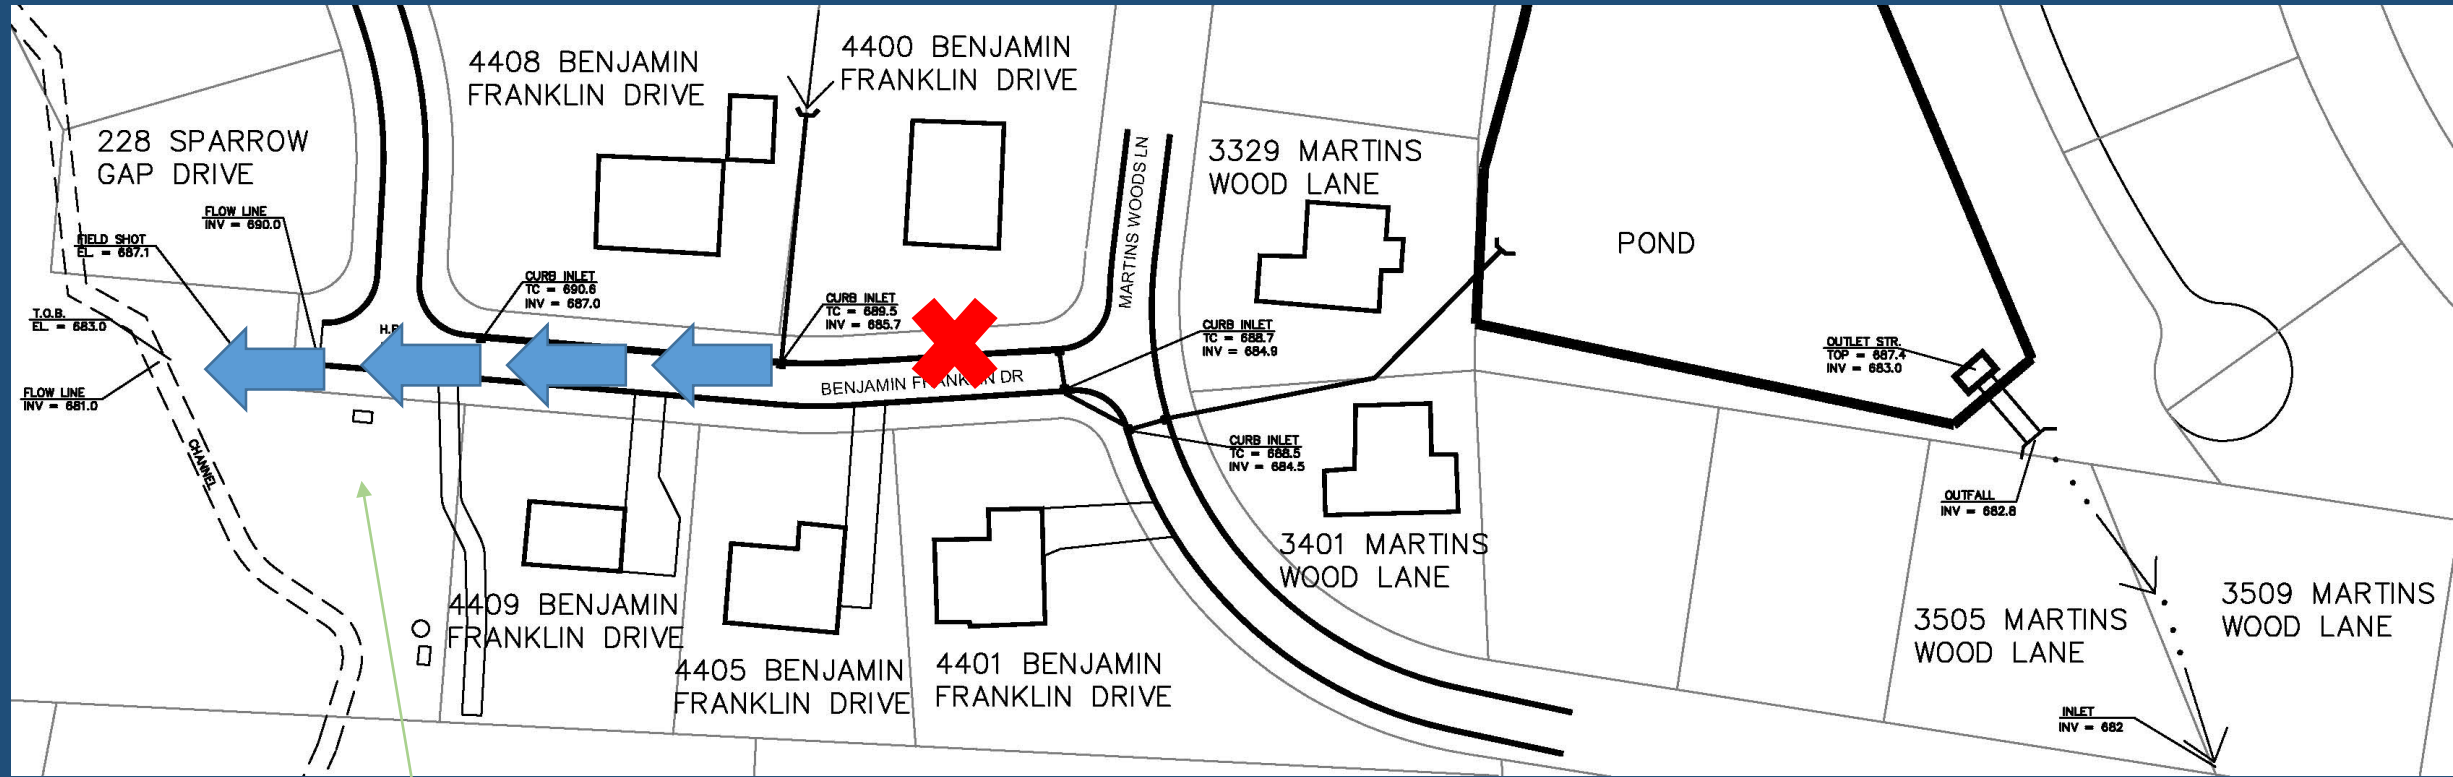 4408 BENJAMIN
FRANKLIN DRIVE
4400 BENJAMIN
FRANKLIN DRIVE
228 SPARROW
GAP DRIVE
3329 MARTINS
WOOD LANE
MARTINS WOODS LN
POND
FLOW LINE
INV = 690.0
FIELD SHOT
EL = 687.1
CURB INLET
TC = 690.6
INV = 687.0
CURB INLET
TC = 689.5
INV = 685.7
T.O.B.
EL = 683.0
CURB INLET
TC = 688.7
INV = 684.9
OUTLET STR.
TOP = 687.4
INV = 683.0
BENJAMIN FRANKLIN DR
FLOW LINE
INV = 681.0
CHANNEL
CURB INLET
TC = 688.5
INV = 684.5
OUTFALL
INV = 682.8
3401 MARTINS
WOOD LANE
4409 BENJAMIN
FRANKLIN DRIVE
4405 BENJAMIN
FRANKLIN DRIVE
4401 BENJAMIN
FRANKLIN DRIVE
3505 MARTINS
WOOD LANE
3509 MARTINS
WOOD LANE
INLET
INV = 682